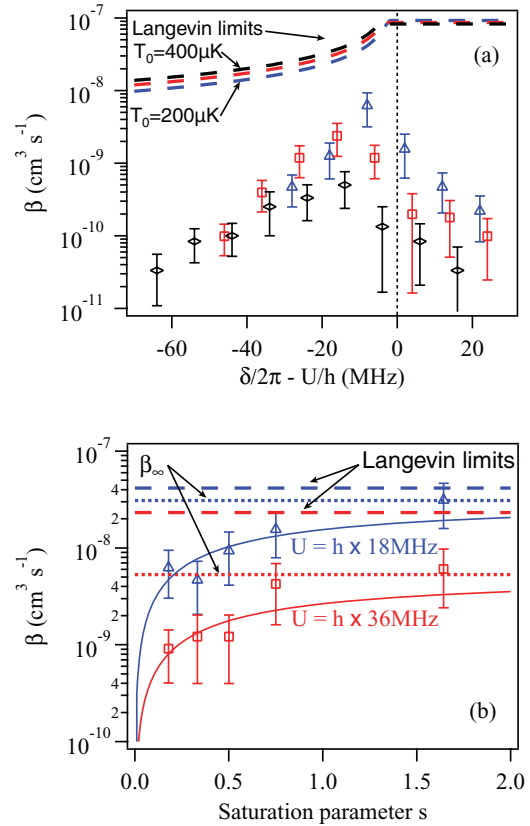 Langevin limits
T₀=400μK
T₀=200μK
(a)
β (cm³ s⁻¹)
10⁻⁷
10⁻⁸
10⁻⁹
10⁻¹⁰
10⁻¹¹
-60
-40
-20
0
20
δ/2π - U/h (MHz)
β∞
Langevin limits
U = h x 18MHz
U = h x 36MHz
(b)
β (cm³ s⁻¹)
10⁻⁷
4
2
10⁻⁸
4
2
10⁻⁹
4
2
10⁻¹⁰
0.0
0.5
1.0
1.5
2.0
Saturation parameter s